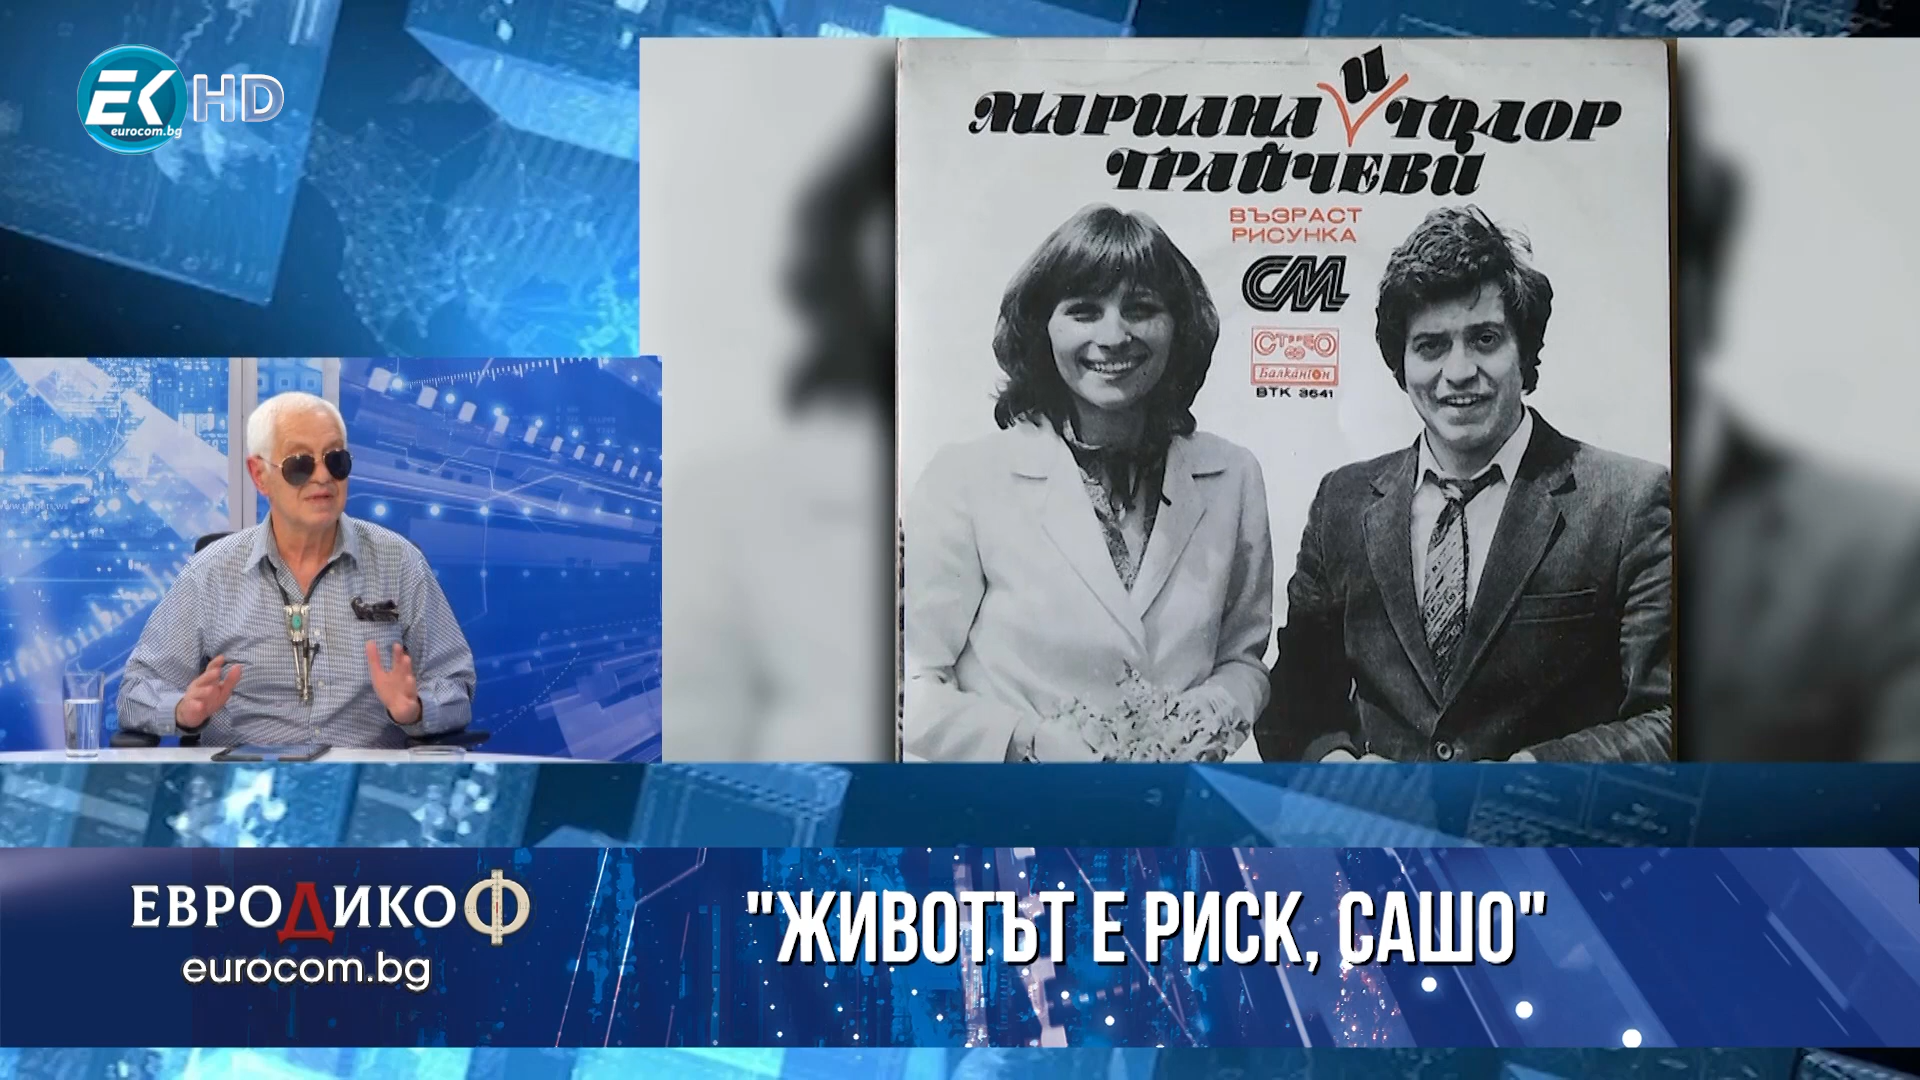 EK HD
eurocom.bg
МАРИАНА И ТОДОР
ТРАЙЧЕВИ
ВЪЗРАСТ
РИСУНКА
СМ
СТЕРЕО
Балкантон
ВТК 3641
ЕВРОДИКОФ
eurocom.bg
"ЖИВОТЪТ Е РИСК, САШО"